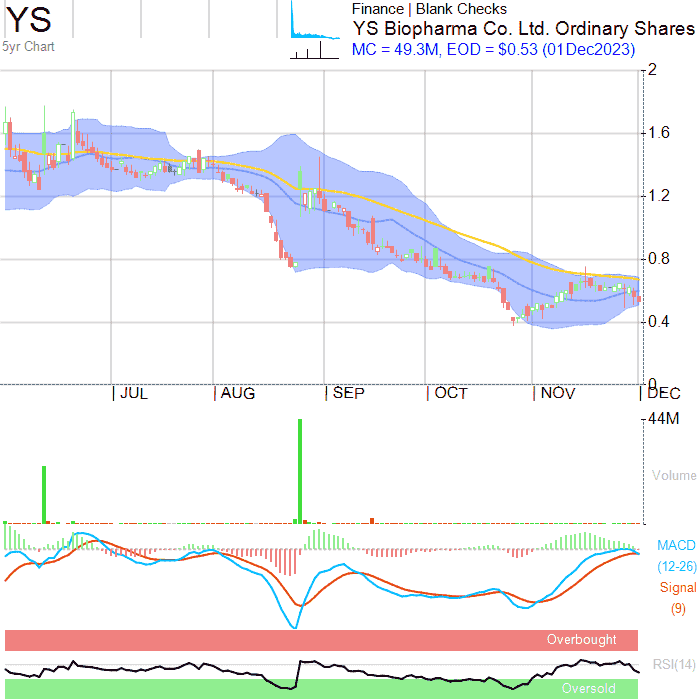 YS
5yr Chart
Finance | Blank Checks
YS Biopharma Co. Ltd. Ordinary Shares
MC = 49.3M, EOD = $0.53 (01Dec2023)
2
1.6
1.2
0.8
0.4
0
JUL AUG SEP OCT NOV DEC
44M
Volume
MACD
(12-26)
Signal
(9)
Overbought
RSI(14)
Oversold